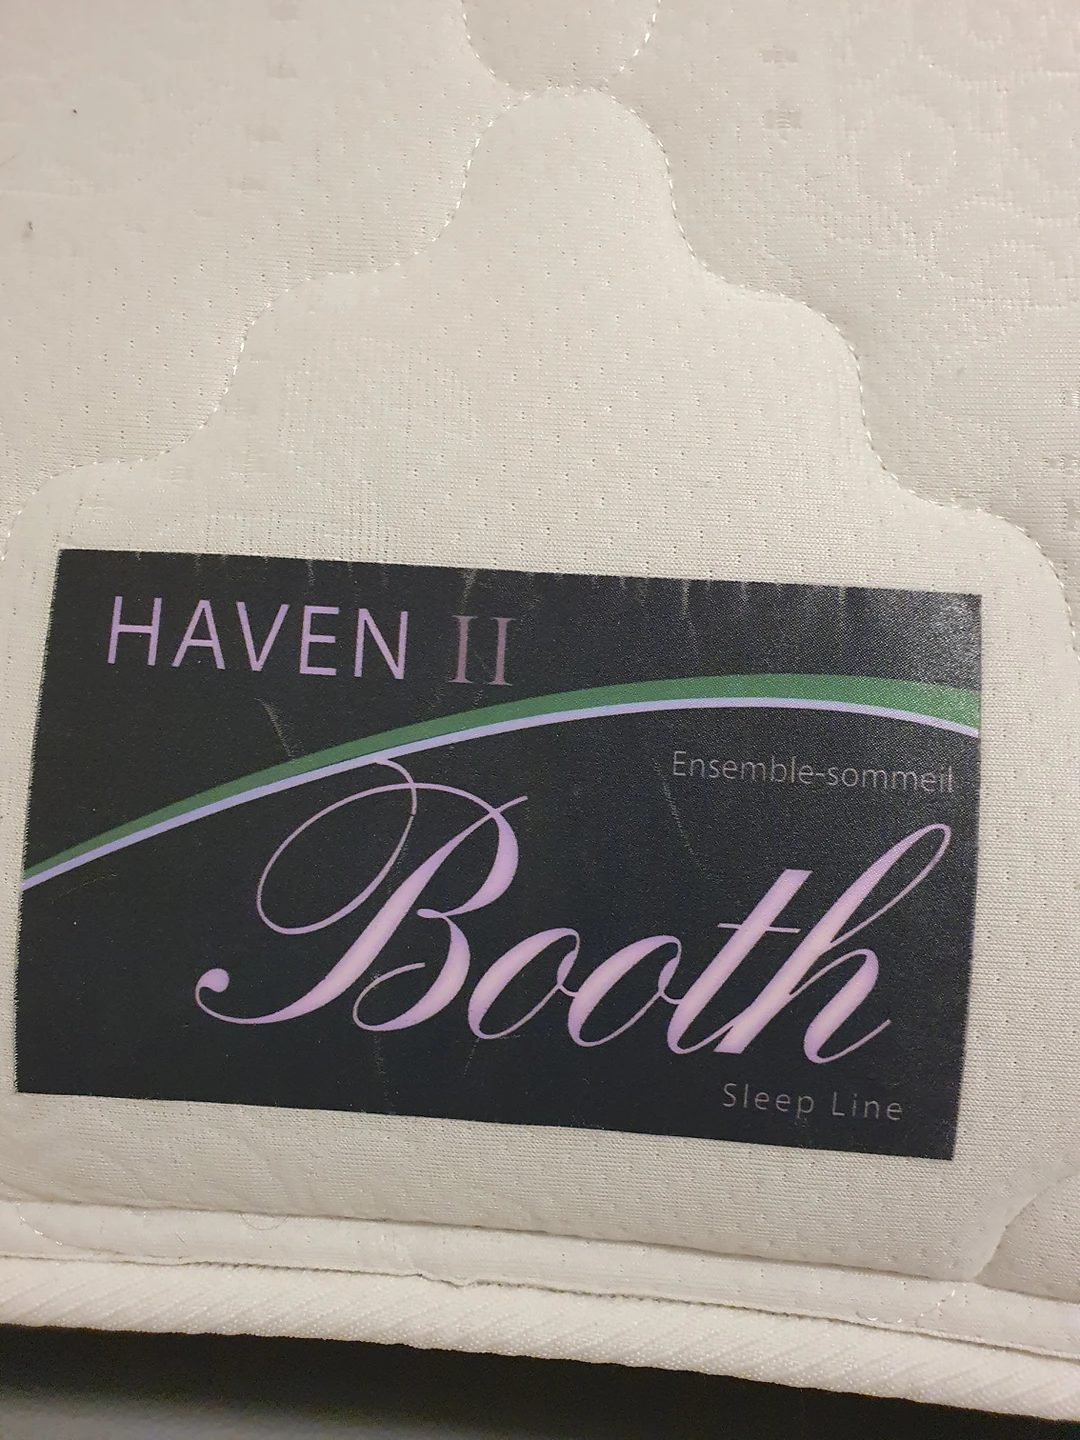 HAVEN II
Ensemble-sommeil
Booth
Sleep Line